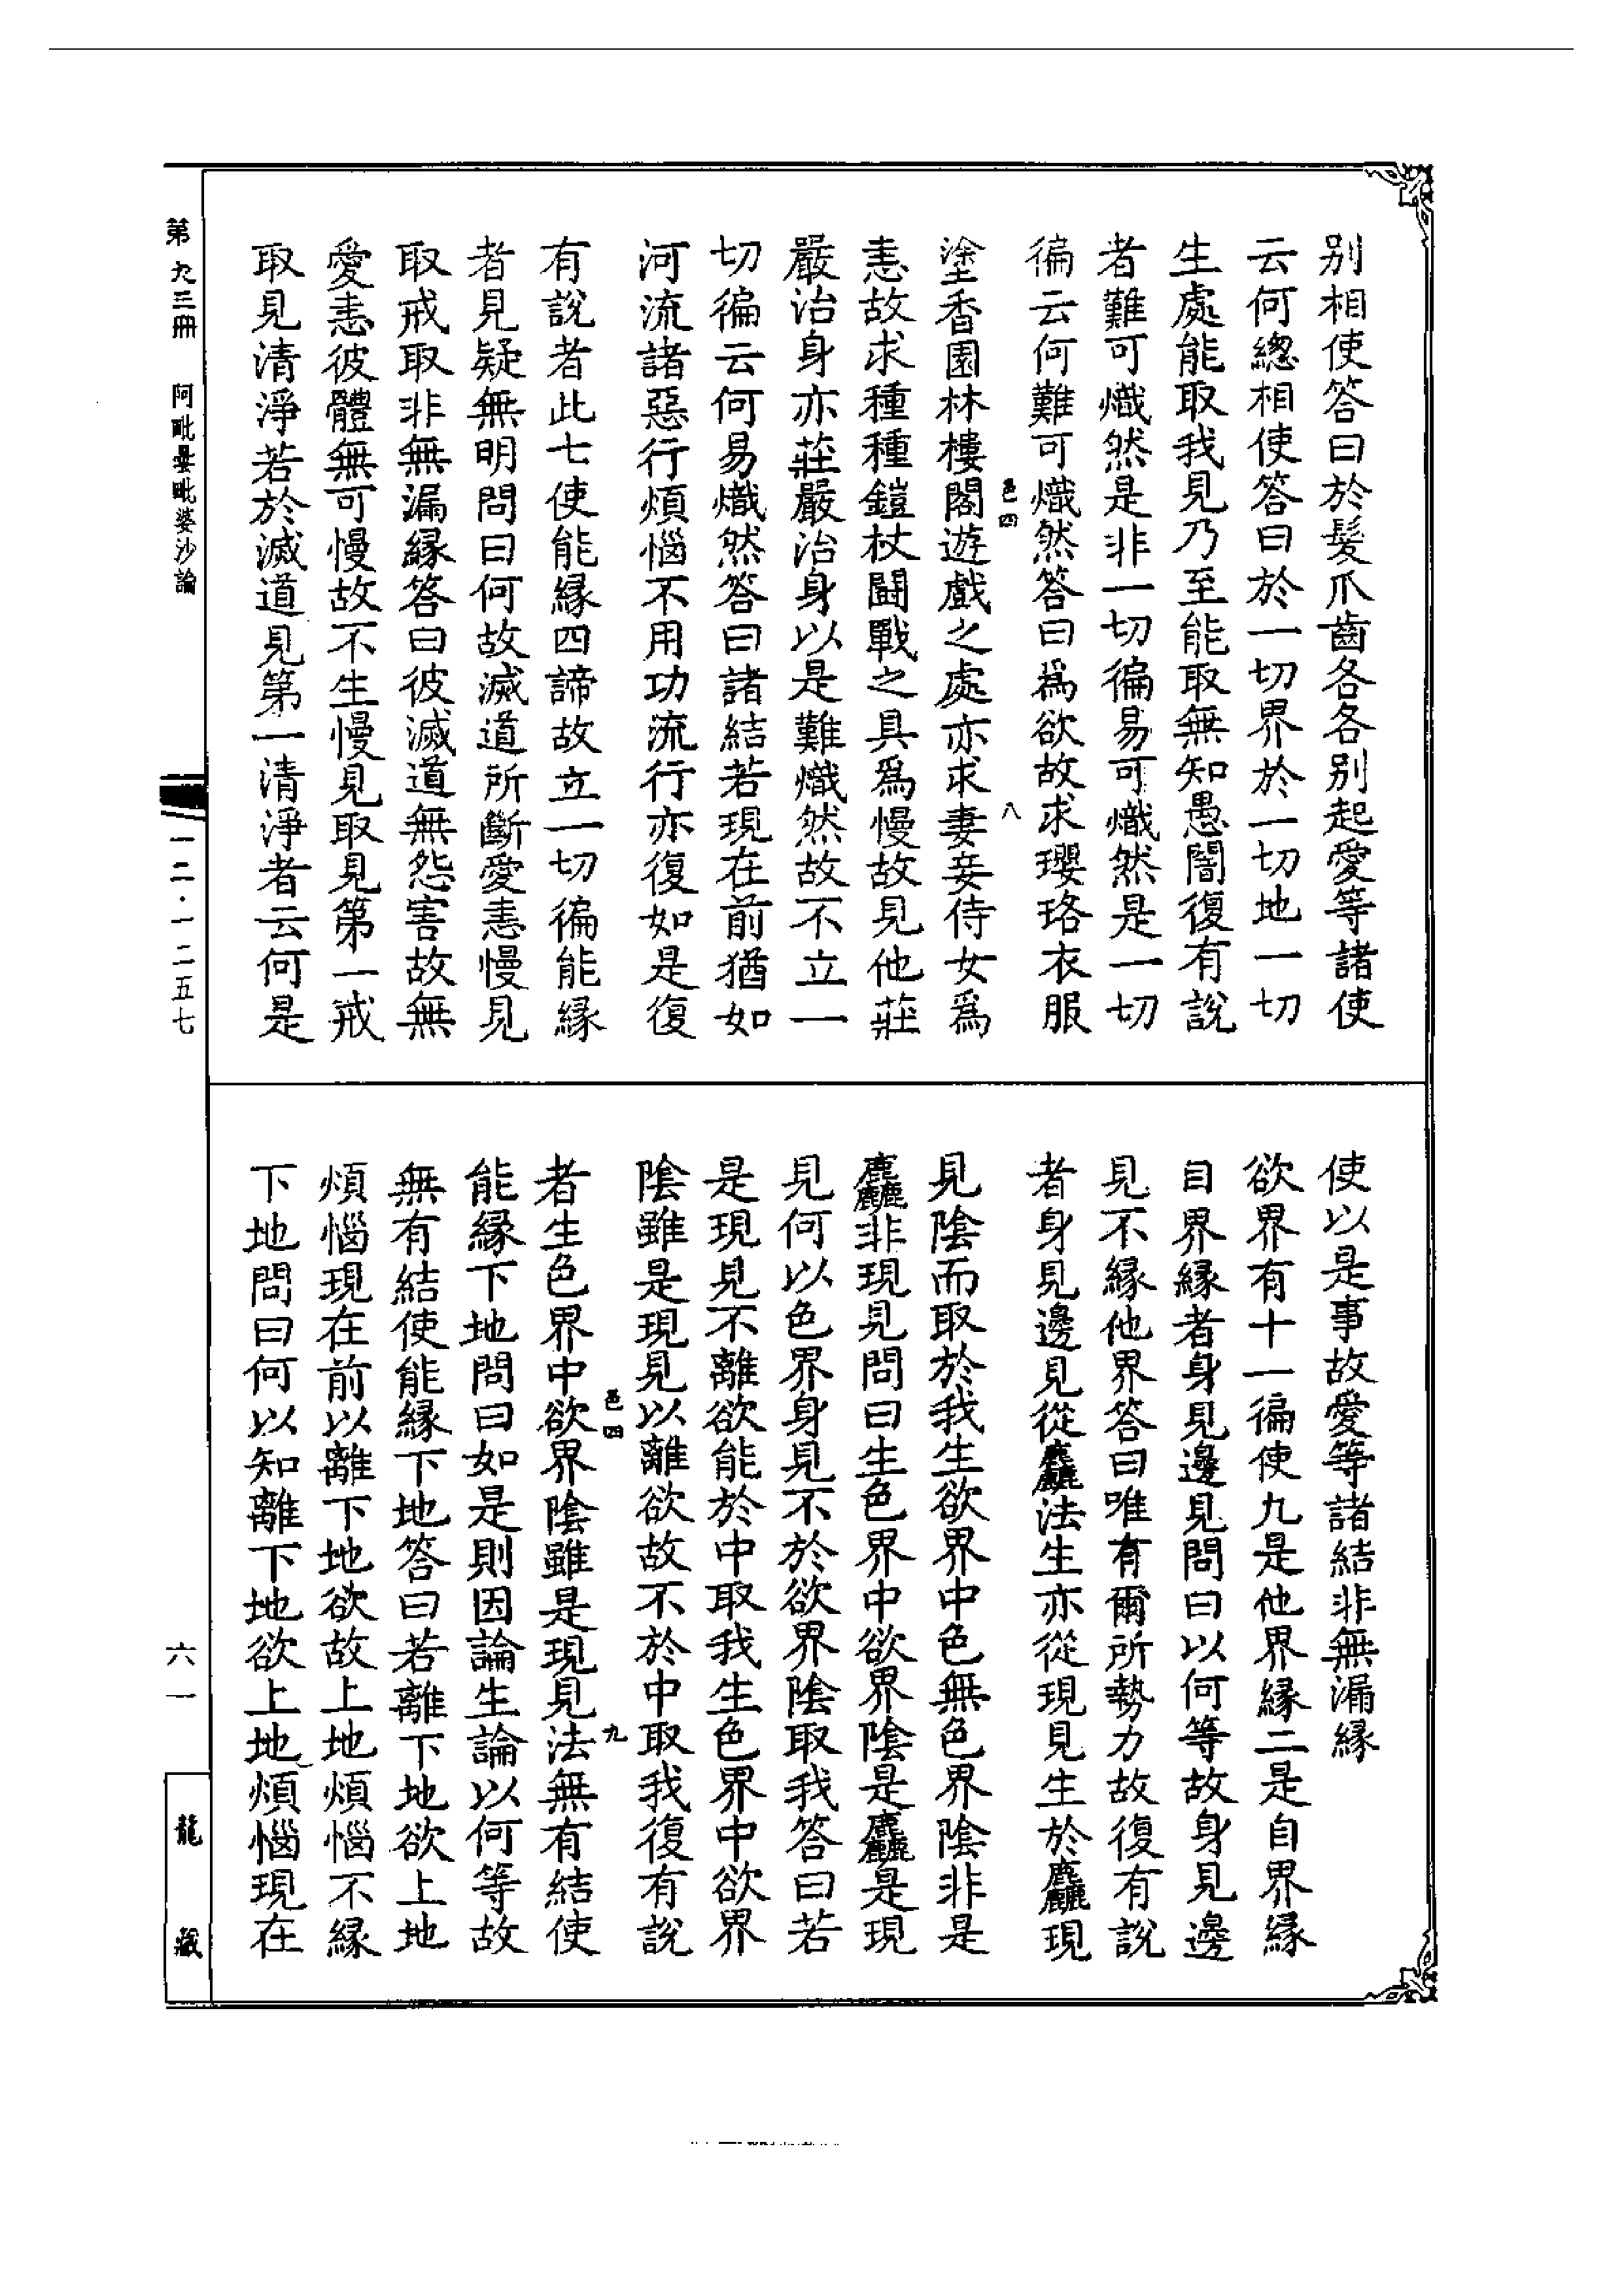 别相使答曰於髮爪齒各各别起愛等諸使
云何總相使答曰於一切界於一切地一切
生處能取我見乃至能取無知愚闇復有說
者難可熾然是非一切徧易可熾然是一切
徧云何難可熾然答曰爲欲故求瓔珞衣服
邑四
八
塗香園林樓閣遊戲之處亦求妻妾侍女爲
恚故求種種鎧杖鬪戰之具爲慢故見他莊
嚴治身亦莊嚴治身以是難熾然故不立一
切徧云何易熾然答曰諸結若現在前猶如
河流諸惡行煩惱不用功流行亦復如是復
有說者此七使能緣四諦故立一切徧能緣
者見疑無明問曰何故滅道所斷愛恚慢見
取戒取非無漏緣答曰彼滅道無怨害故無
愛恚彼體無可慢故不生慢見取見第一戒
取見清淨若於滅道見第一清淨者云何是
使以是事故愛等諸結非無漏緣
欲界有十一徧使九是他界緣二是自界緣
自界緣者身見邊見問曰以何等故身見邊
見不緣他界答曰唯有爾所勢力故復有說
者身見邊見從麤法生亦從現見生於麤現
見陰而取於我生欲界中色無色界陰非是
麤非現見問曰生色界中欲界陰是麤是現
見何以色界身見不於欲界陰取我答曰若
是現見不離欲能於中取我生色界中欲界
陰雖是現見以離欲故不於中取我復有說
邑四
九
者生色界中欲界陰雖是現見法無有結使
能緣下地問曰如是則因論生論以何等故
無有結使能緣下地答曰若離下地欲上地
煩惱現在前以離下地欲故上地煩惱不緣
下地問曰何以知離下地欲上地煩惱現在
第九三冊 阿毗曇毗婆沙論
一二·一二五七
六一
龍藏